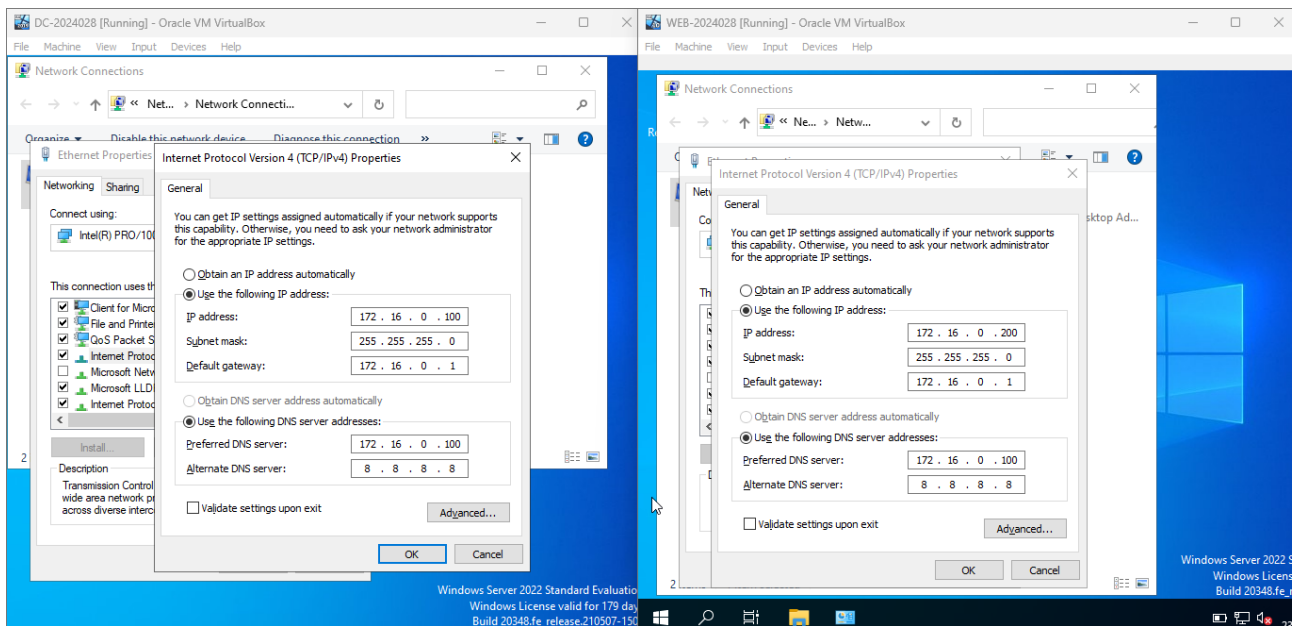 DC-2024028 [Running] - Oracle VM VirtualBox
File Machine View Input Devices Help
Network Connections
« Net... › Network Connecti...
Organize Disable this network device Diagnose this connection »
Ethernet Properties
Networking Sharing
Connect using:
Intel(R) PRO/100
This connection uses th
Client for Micro
File and Printe
QoS Packet S
Internet Protoc
Microsoft Netw
Microsoft LLD
Internet Protoc
Install...
Description
Transmission Control
wide area network pr
across diverse interc
2
Internet Protocol Version 4 (TCP/IPv4) Properties
General
You can get IP settings assigned automatically if your network supports
this capability. Otherwise, you need to ask your network administrator
for the appropriate IP settings.
Obtain an IP address automatically
Use the following IP address:
IP address: 172 . 16 . 0 . 100
Subnet mask: 255 . 255 . 255 . 0
Default gateway: 172 . 16 . 0 . 1
Obtain DNS server address automatically
Use the following DNS server addresses:
Preferred DNS server: 172 . 16 . 0 . 100
Alternate DNS server: 8 . 8 . 8 . 8
Validate settings upon exit
Advanced...
OK Cancel
Windows Server 2022 Standard Evaluatio
Windows License valid for 179 day
Build 20348.fe_release.210507-150
WEB-2024028 [Running] - Oracle VM VirtualBox
File Machine View Input Devices Help
Network Connections
« Ne... › Netw...
Internet Protocol Version 4 (TCP/IPv4) Properties
General
ktop Ad...
You can get IP settings assigned automatically if your network supports
this capability. Otherwise, you need to ask your network administrator
for the appropriate IP settings.
Obtain an IP address automatically
Use the following IP address:
IP address: 172 . 16 . 0 . 200
Subnet mask: 255 . 255 . 255 . 0
Default gateway: 172 . 16 . 0 . 1
Obtain DNS server address automatically
Use the following DNS server addresses:
Preferred DNS server: 172 . 16 . 0 . 100
Alternate DNS server: 8 . 8 . 8 . 8
Validate settings upon exit
Advanced...
OK Cancel
2
Windows Server 2022 S
Windows Licens
Build 20348.fe_r